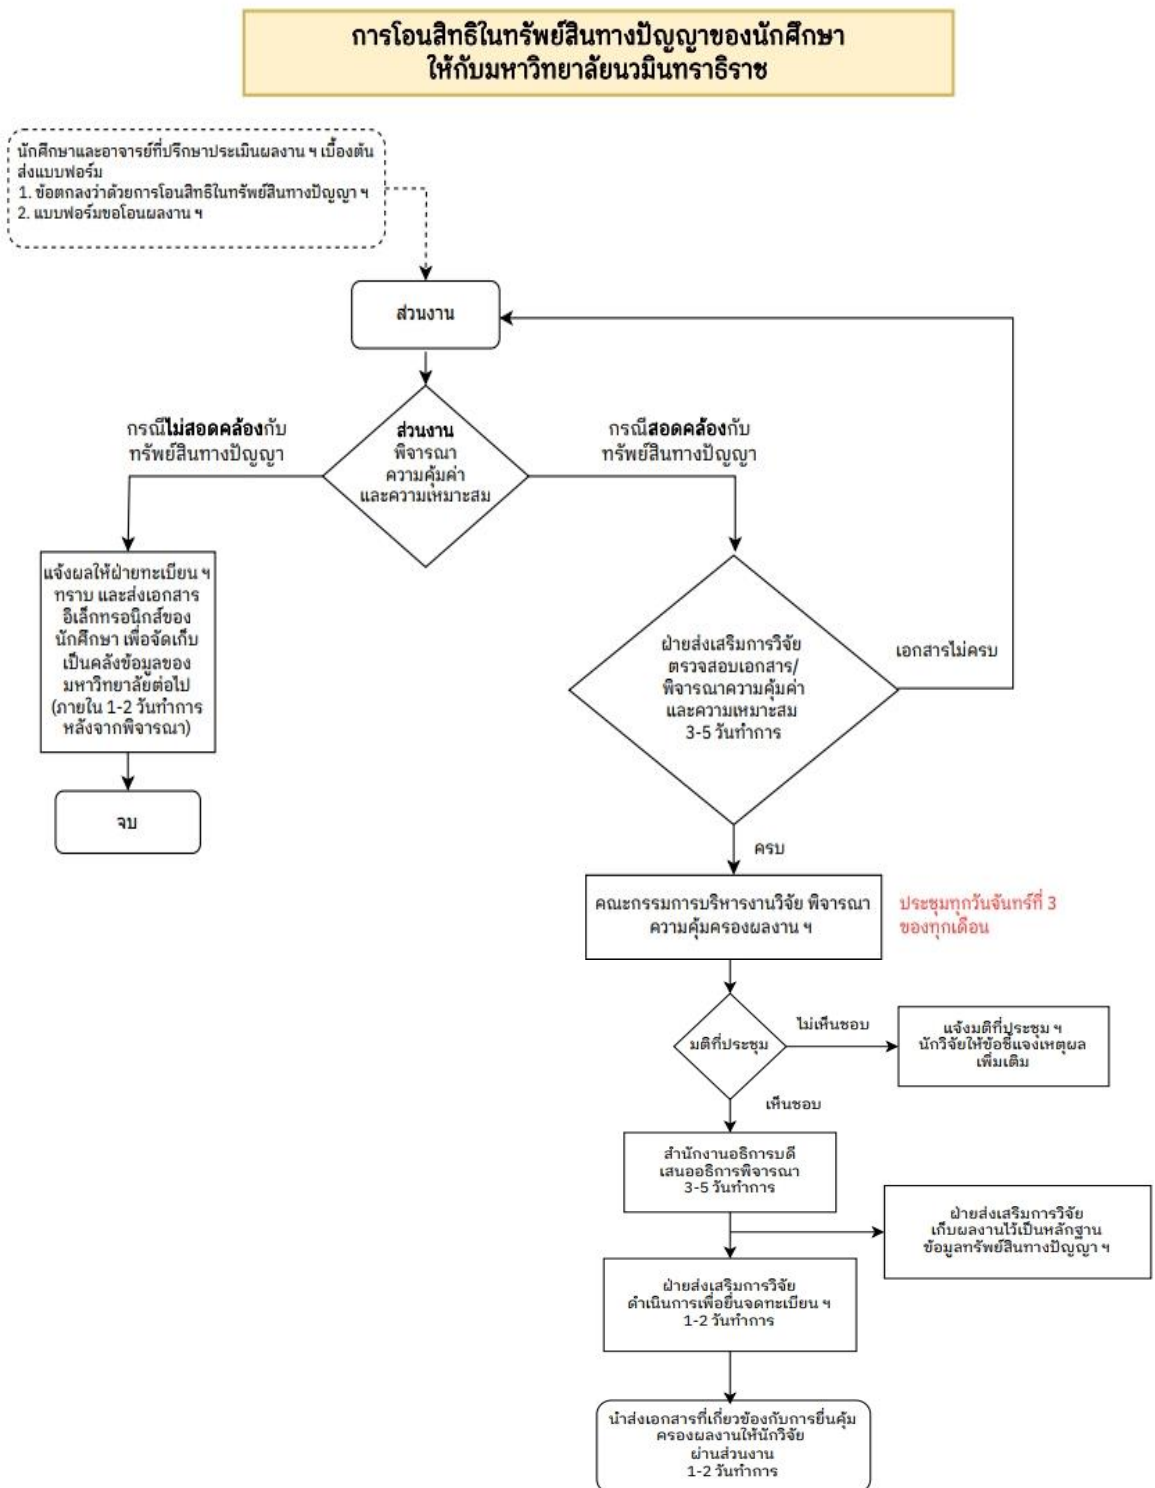 การโอนสิทธิในทรัพย์สินทางปัญญาของนักศึกษา
ให้กับมหาวิทยาลัยนวมินทราธิราช
นักศึกษาและอาจารย์ที่ปรึกษาประเมินผลงาน ฯ เบื้องต้น
ส่งแบบฟอร์ม
1. ข้อตกลงว่าด้วยการโอนสิทธิในทรัพย์สินทางปัญญา ฯ
2. แบบฟอร์มขอโอนผลงาน ฯ
ส่วนงาน
ส่วนงาน
พิจารณา
ความคุ้มค่า
และความเหมาะสม
กรณีไม่สอดคล้องกับ
ทรัพย์สินทางปัญญา
กรณีสอดคล้องกับ
ทรัพย์สินทางปัญญา
แจ้งผลให้ฝ่ายทะเบียน ฯ
ทราบ และส่งเอกสาร
อิเล็กทรอนิกส์ของ
นักศึกษา เพื่อจัดเก็บ
เป็นคลังข้อมูลของ
มหาวิทยาลัยต่อไป
(ภายใน 1-2 วันทำการ
หลังจากพิจารณา)
จบ
ฝ่ายส่งเสริมการวิจัย
ตรวจสอบเอกสาร/
พิจารณาความคุ้มค่า
และความเหมาะสม
3-5 วันทำการ
เอกสารไม่ครบ
ครบ
คณะกรรมการบริหารงานวิจัย พิจารณา
ความคุ้มครองผลงาน ฯ
ประชุมทุกวันจันทร์ที่ 3
ของทุกเดือน
มติที่ประชุม
ไม่เห็นชอบ
แจ้งมติที่ประชุม ฯ
นักวิจัยให้ข้อชี้แจงเหตุผล
เพิ่มเติม
เห็นชอบ
สำนักงานอธิการบดี
เสนออธิการพิจารณา
3-5 วันทำการ
ฝ่ายส่งเสริมการวิจัย
เก็บผลงานไว้เป็นหลักฐาน
ข้อมูลทรัพย์สินทางปัญญา ฯ
ฝ่ายส่งเสริมการวิจัย
ดำเนินการเพื่อยื่นจดทะเบียน ฯ
1-2 วันทำการ
นำส่งเอกสารที่เกี่ยวข้องกับการยื่นคุ้ม
ครองผลงานให้นักวิจัย
ผ่านส่วนงาน
1-2 วันทำการ